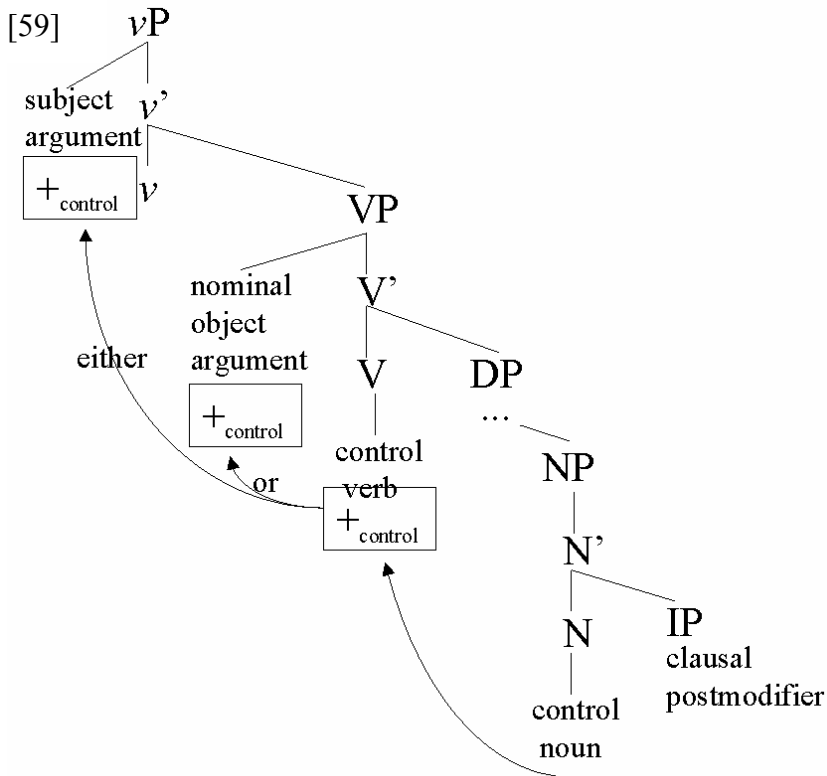 [59]
vP
subject
argument
v’
+control
v
VP
nominal
object
argument
V’
either
V
DP
...
+control
control
verb
NP
or
+control
N’
N
IP
clausal
postmodifier
control
noun